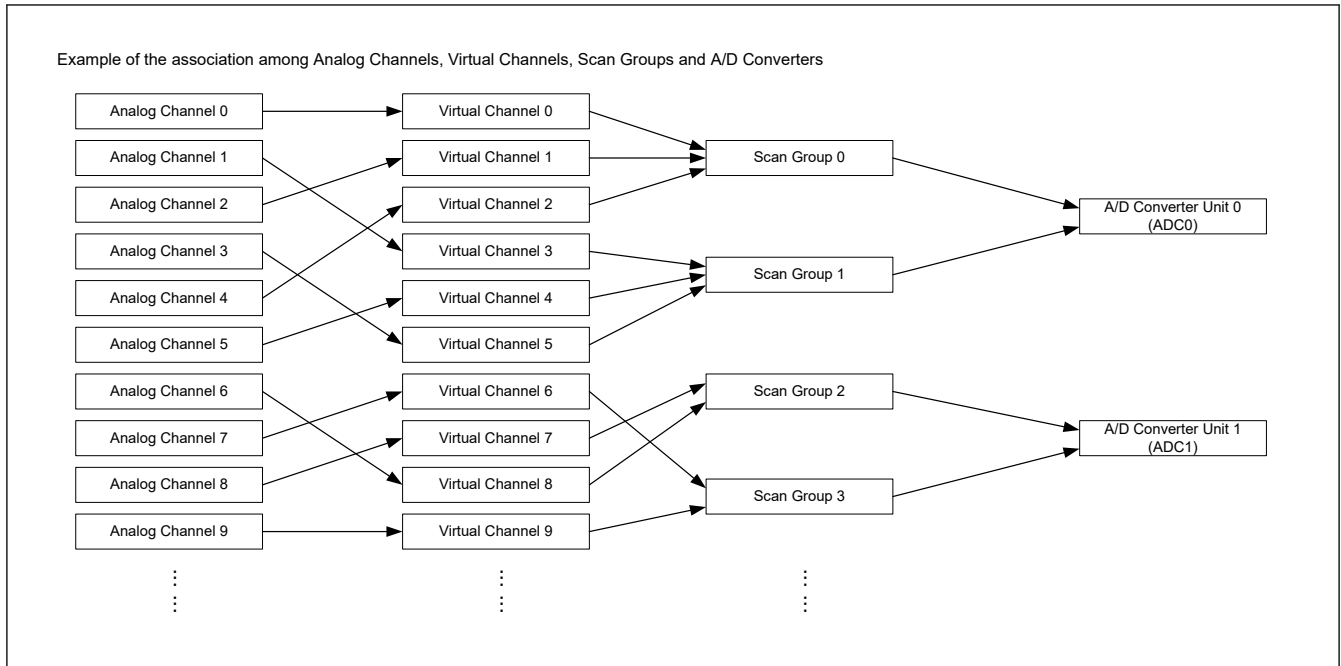 Example of the association among Analog Channels, Virtual Channels, Scan Groups and A/D Converters
Analog Channel 0
Analog Channel 1
Analog Channel 2
Analog Channel 3
Analog Channel 4
Analog Channel 5
Analog Channel 6
Analog Channel 7
Analog Channel 8
Analog Channel 9
Virtual Channel 0
Virtual Channel 1
Virtual Channel 2
Virtual Channel 3
Virtual Channel 4
Virtual Channel 5
Virtual Channel 6
Virtual Channel 7
Virtual Channel 8
Virtual Channel 9
Scan Group 0
Scan Group 1
Scan Group 2
Scan Group 3
A/D Converter Unit 0
(ADC0)
A/D Converter Unit 1
(ADC1)